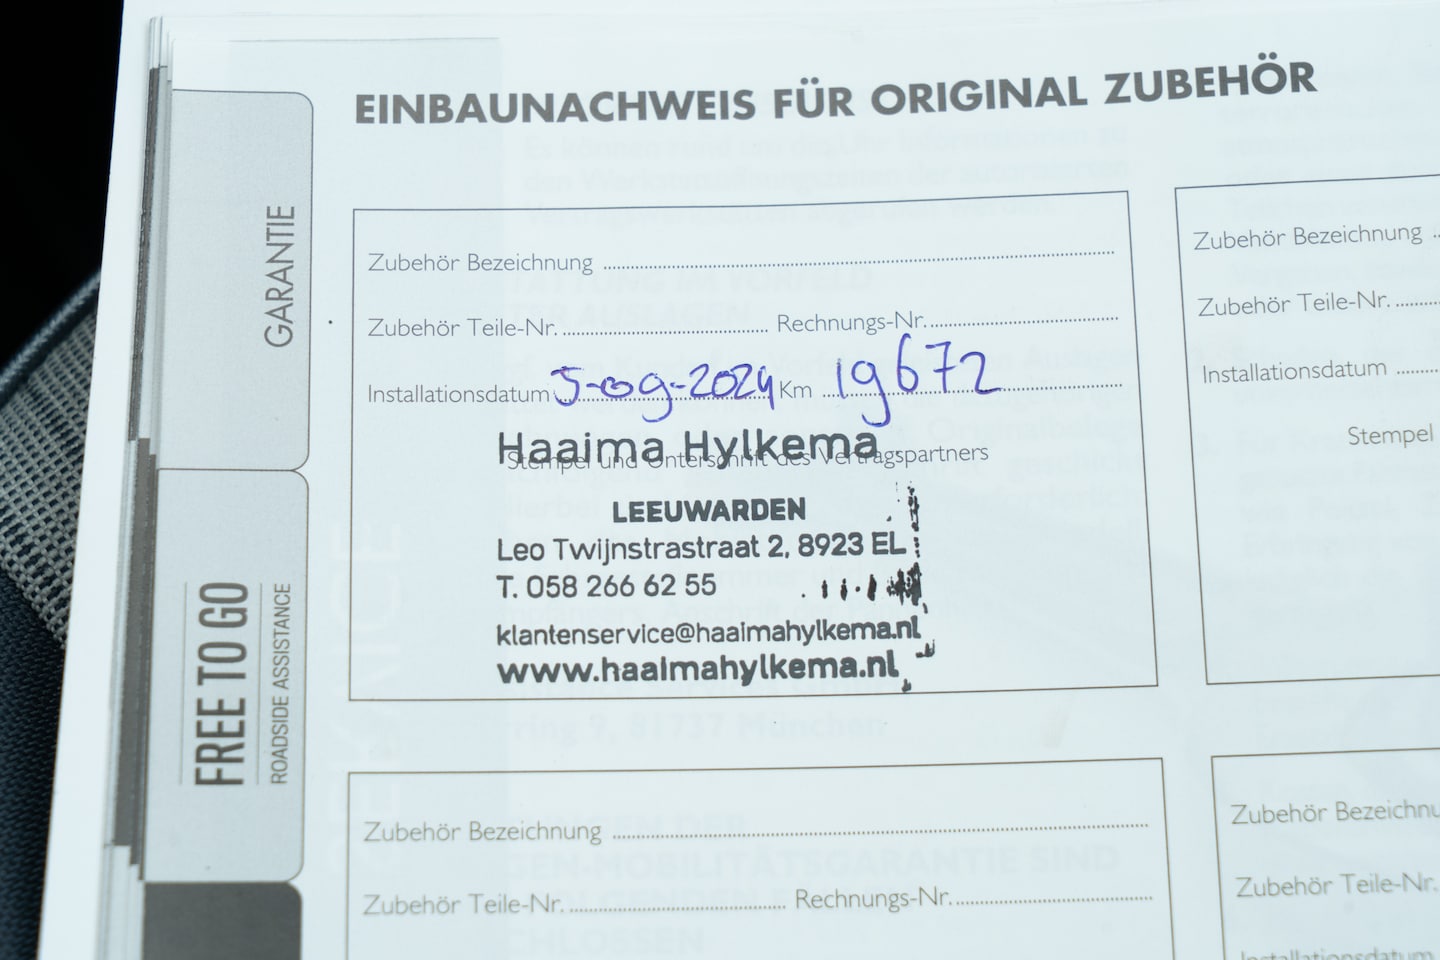 EINBAUNACHWEIS FÜR ORIGINAL ZUBEHÖR
GARANTIE
FREE TO GO
ROADSIDE ASSISTANCE
Zubehör Bezeichnung
Zubehör Teile-Nr. Rechnungs-Nr.
Installationsdatum 5-09-2024 Km 19672
Haaima Hylkema
Stempel und Unterschrift des Vertragspartners
LEEUWARDEN
Leo Twijnstrastraat 2, 8923 EL
T. 058 266 62 55
klantenservice@haaimahylkema.nl
www.haaimahylkema.nl
Zubehör Bezeichnung
Zubehör Teile-Nr.
Installationsdatum
Stempel
Zubehör Bezeichnung
Zubehör Teile-Nr. Rechnungs-Nr.
Zubehör Bezeichnu
Zubehör Teile-Nr.
Installationsdatum